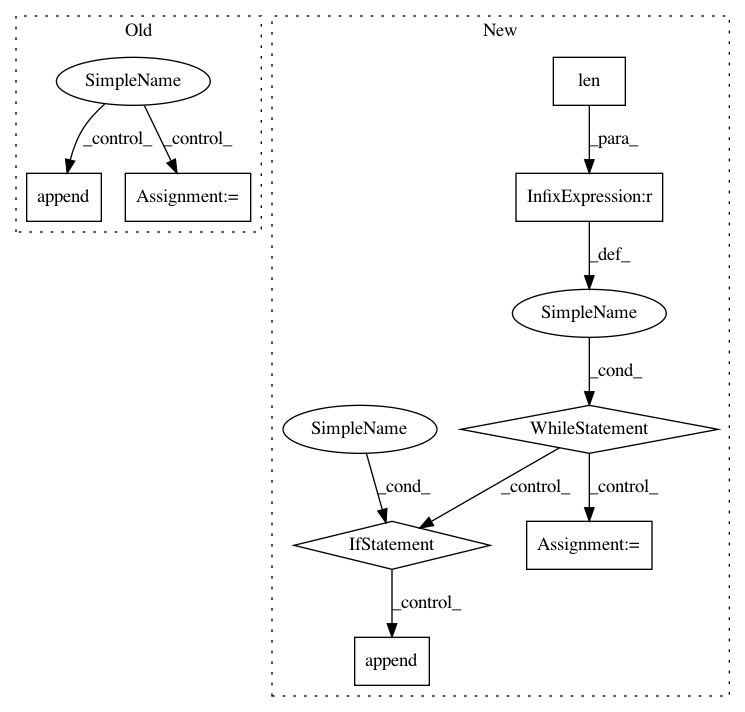 Old
New
SimpleName
len
_control_
_control_
_para_
append
Assignment:=
InfixExpression:r
_def_
SimpleName
_cond_
SimpleName
WhileStatement
_cond_
_control_
_control_
IfStatement
Assignment:=
_control_
append